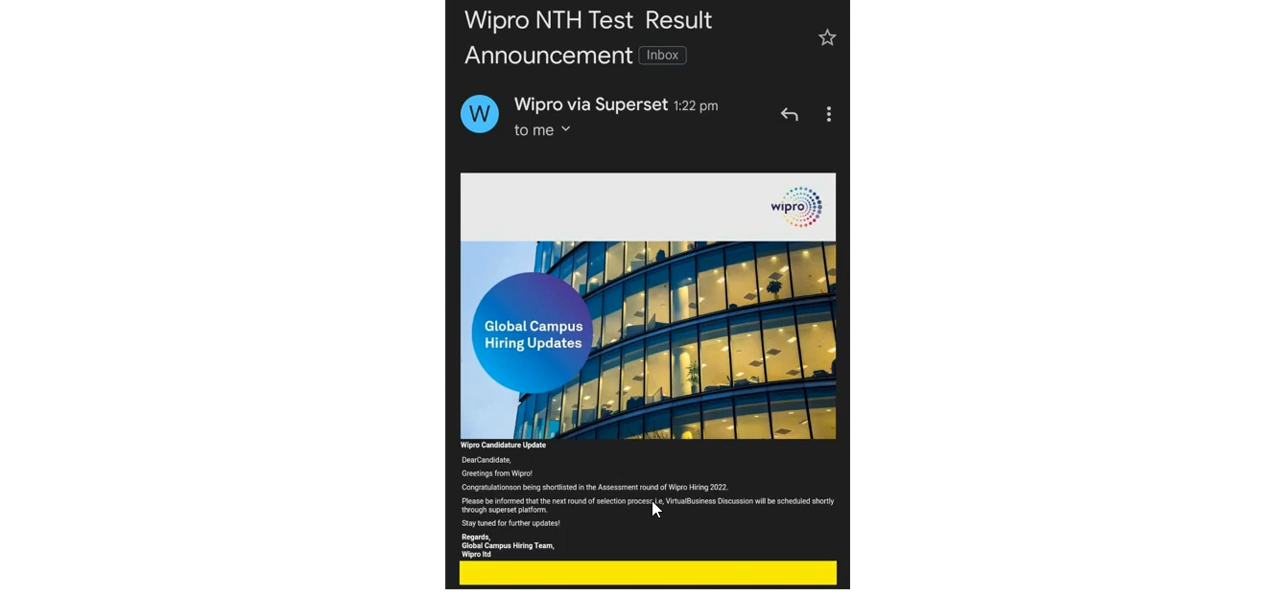 Wipro NTH Test Result
Announcement Inbox
W
Wipro via Superset 1:22 pm
to me
wipro
Global Campus
Hiring Updates
Wipro Candidature Update
DearCandidate,
Greetings from Wipro!
Congratulationson being shortlisted in the Assessment round of Wipro Hiring 2022.
Please be informed that the next round of selection process i.e, VirtualBusiness Discussion will be scheduled shortly
through superset platform.
Stay tuned for further updates!
Regards,
Global Campus Hiring Team,
Wipro ltd